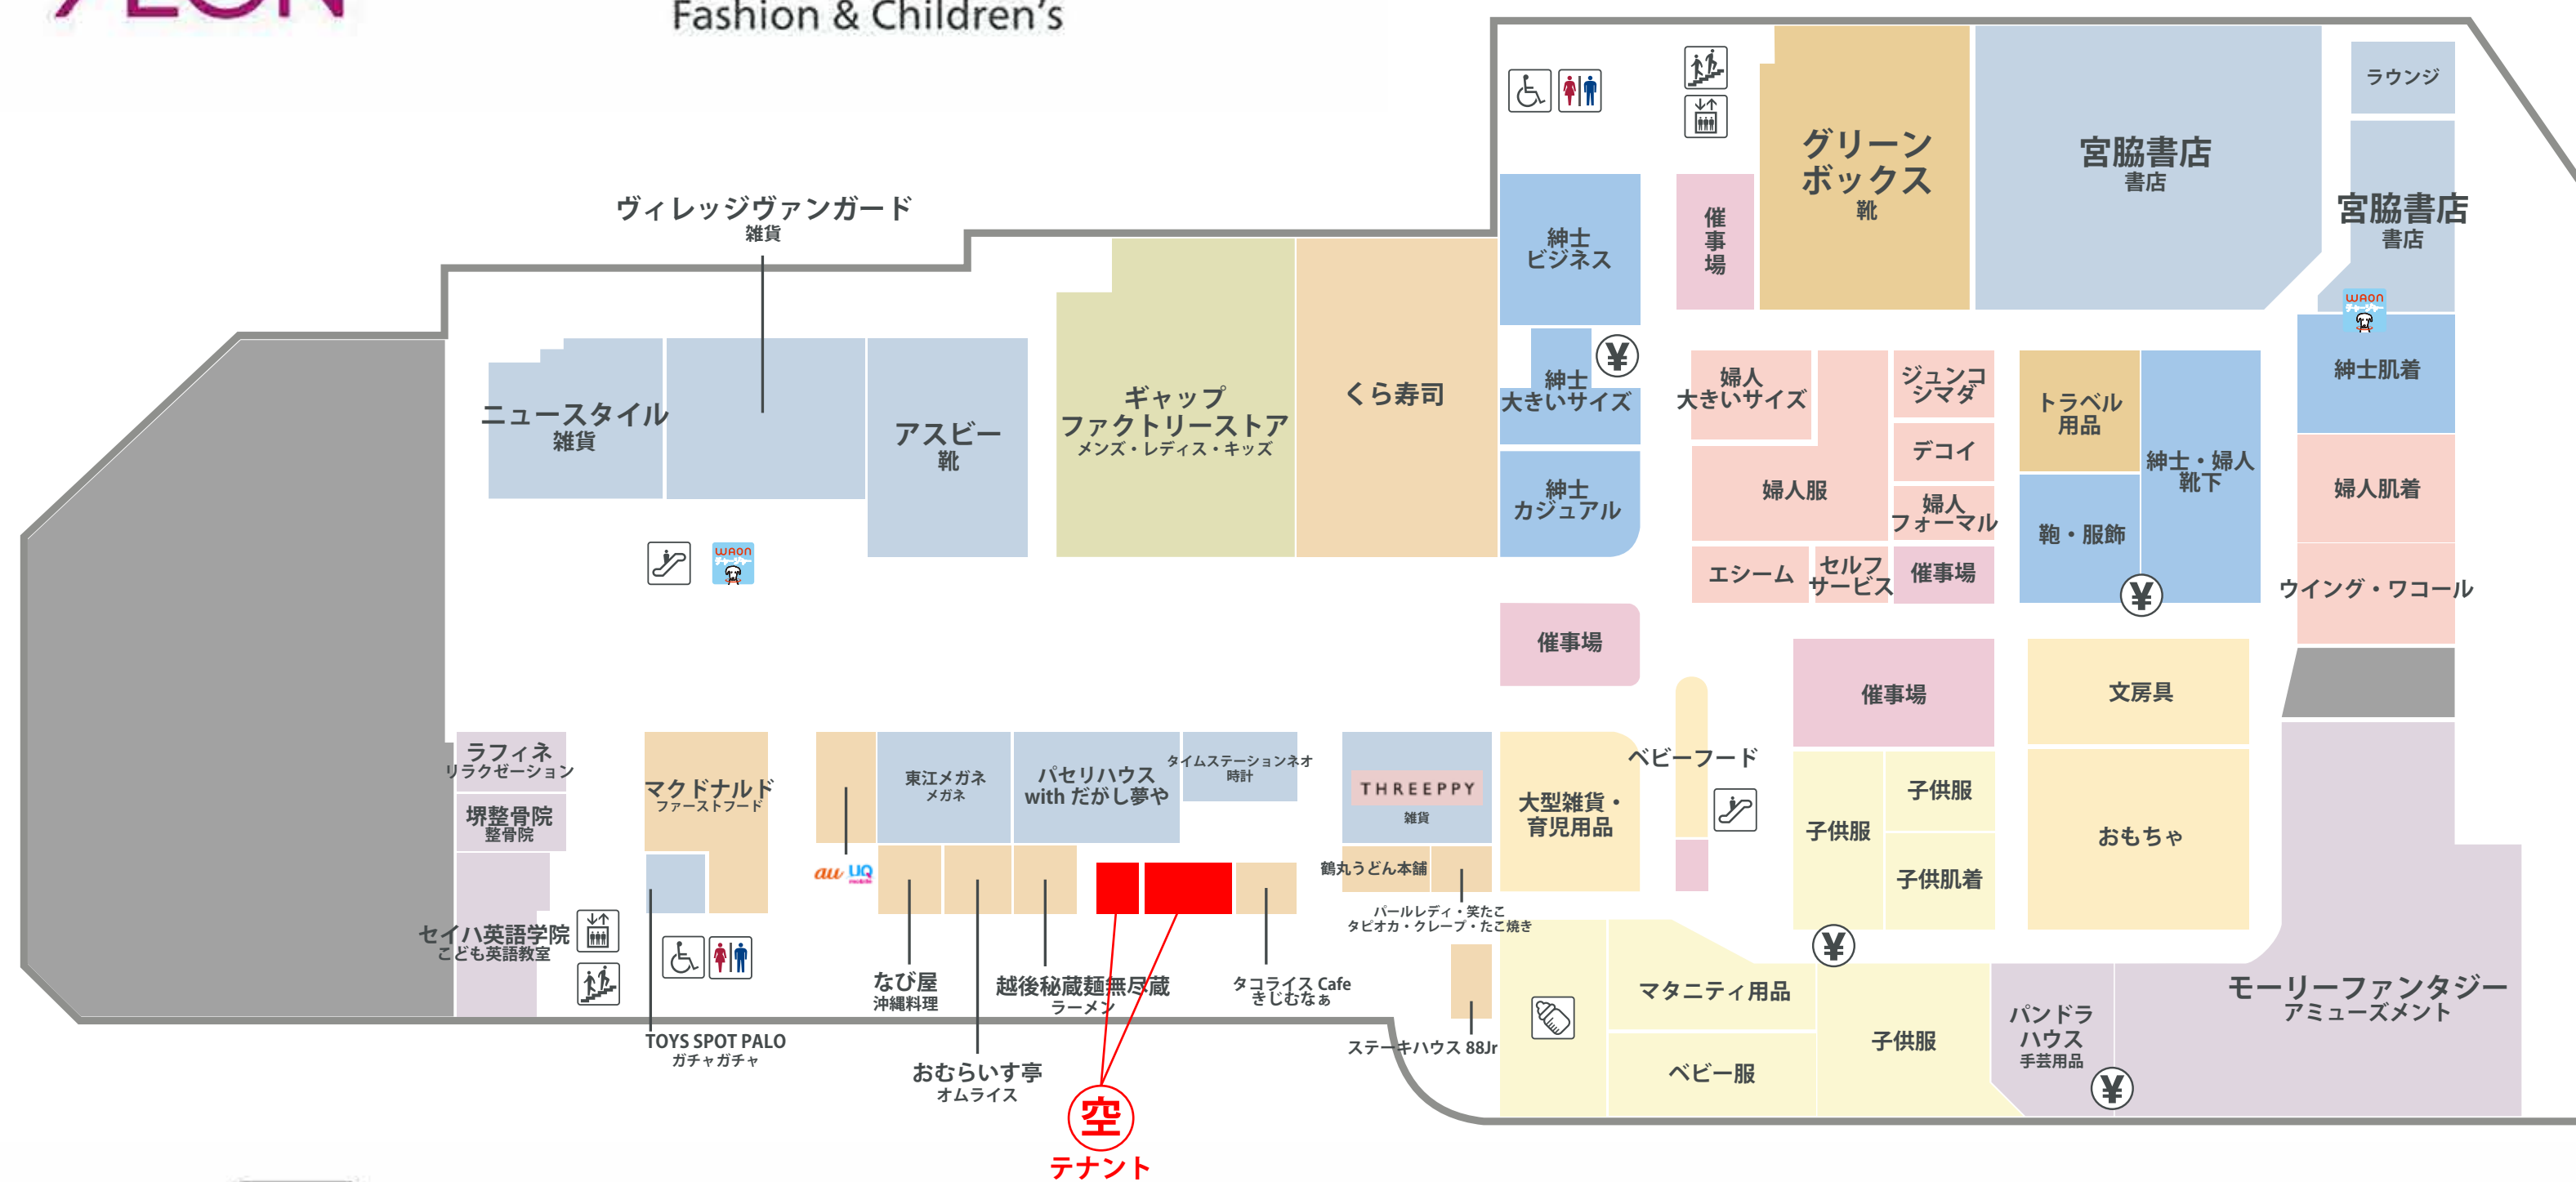 ÆON
Fashion & Children's
ヴィレッジヴァンガード
雑貨
ニュースタイル
雑貨
アスビー
靴
ギャップ
ファクトリーストア
メンズ・レディス・キッズ
くら寿司
紳士
ビジネス
紳士
大きいサイズ
紳士
カジュアル
催事場
催事場
グリーン
ボックス
靴
宮脇書店
書店
ラウンジ
宮脇書店
書店
WAON
チャージャー
紳士肌着
婦人肌着
ウイング・ワコール
婦人
大きいサイズ
婦人服
ジュンコ
シマダ
デコイ
婦人
フォーマル
エシーム
セルフ
サービス
催事場
トラベル
用品
鞄・服飾
紳士・婦人
靴下
¥
¥
WAON
チャージャー
ラフィネ
リラクゼーション
堺整骨院
整骨院
セイハ英語学院
こども英語教室
マクドナルド
ファーストフード
TOYS SPOT PALO
ガチャガチャ
au UQ
mobile
東江メガネ
メガネ
パセリハウス
with だがし夢や
タイムステーションネオ
時計
なび屋
沖縄料理
おむらいす亭
オムライス
越後秘蔵麺無尽蔵
ラーメン
空
テナント
タコライス Cafe
きじむなぁ
THREEPPY
雑貨
鶴丸うどん本舗
パールレディ・笑たこ
タピオカ・クレープ・たこ焼き
ステーキハウス 88Jr
大型雑貨・
育児用品
ベビーフード
催事場
子供服
子供服
子供肌着
文房具
おもちゃ
¥
マタニティ用品
ベビー服
子供服
パンドラ
ハウス
手芸用品
¥
モーリーファンタジー
アミューズメント